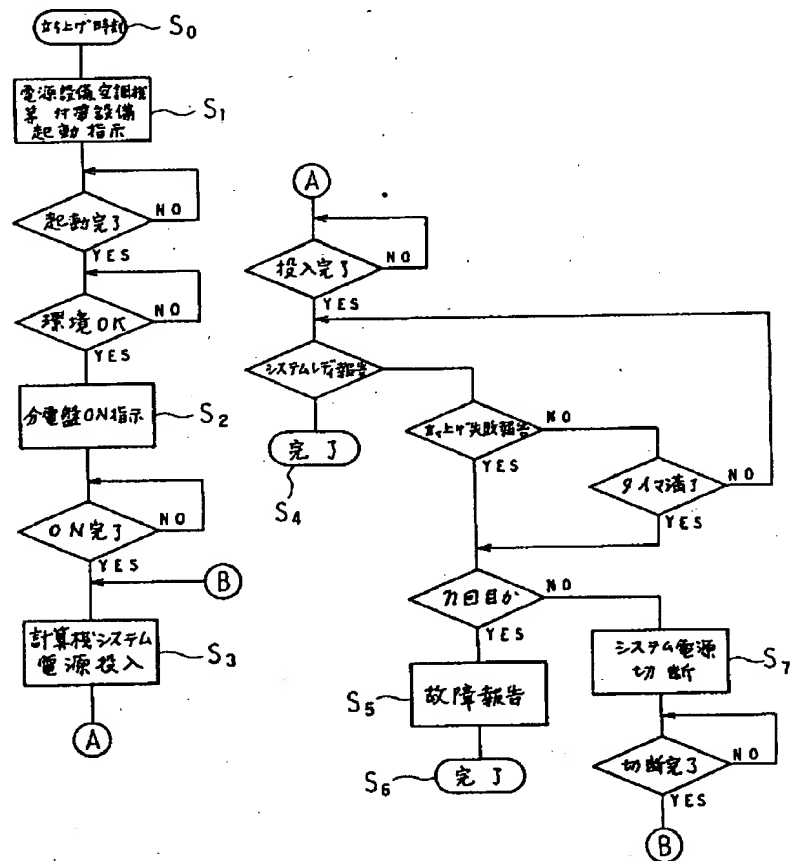 立ち上げ時刻
S0
電源設備空調機
等 付帯設備
起動指示
S1
起動完了
NO
YES
環境OK
NO
YES
分電盤ON指示
S2
ON完了
NO
YES
B
計算機システム
電源投入
S3
A
A
投入完了
NO
YES
システムレディ報告
完了
S4
立上げ失敗報告
NO
YES
タイマ満了
NO
YES
n回目か
NO
YES
故障報告
S5
完了
S6
システム電源
切断
S7
切断完了
NO
YES
B